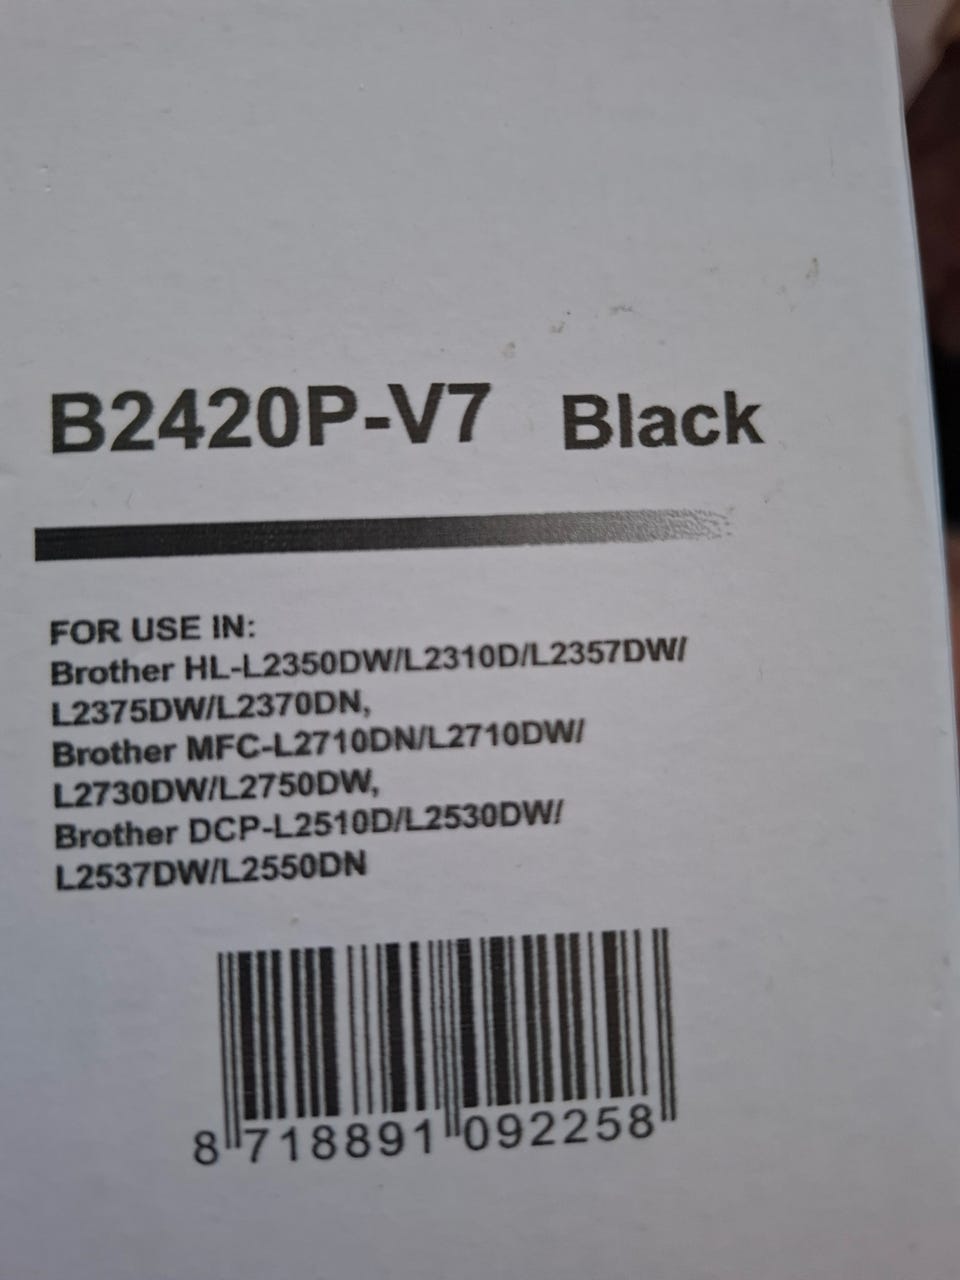 B2420P-V7 Black
FOR USE IN:
Brother HL-L2350DW/L2310D/L2357DW/
L2375DW/L2370DN,
Brother MFC-L2710DN/L2710DW/
L2730DW/L2750DW,
Brother DCP-L2510D/L2530DW/
L2537DW/L2550DN
8 718891 092258